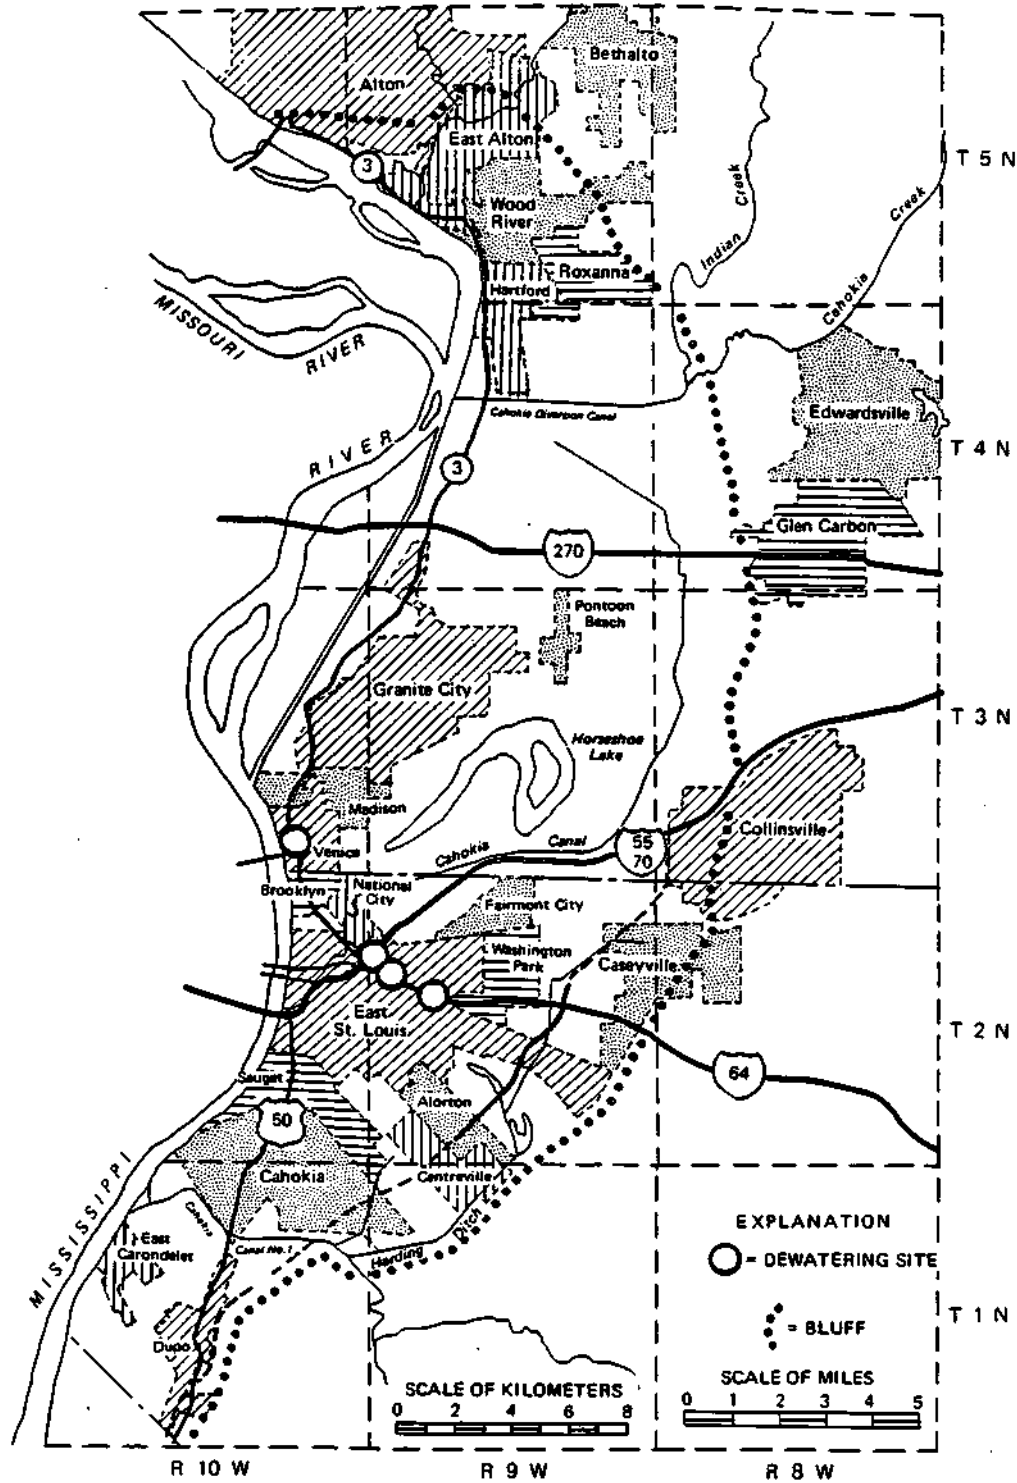 Bethalto
Alton
East Alton
T 5 N
3
Wood
River
Indian Creek
Cahokia Creek
Roxanna
Hartford
MISSOURI
RIVER
Cahokia Diversion Canal
Edwardsville
RIVER
T 4 N
3
Glen Carbon
270
Pontoon
Beach
Granite City
T 3 N
Horseshoe
Lake
Madison
Collinsville
Venice
Cahokia Canal
55
70
Brooklyn
National
City
Fairmont City
Washington
Park
Caseyville
East
St. Louis
T 2 N
64
Sauget
Alorton
50
Cahokia
Centreville
MISSISSIPPI
Cahokia
Canal No. 1
East
Carondelet
Harding Ditch
EXPLANATION
= DEWATERING SITE
= BLUFF
T 1 N
Dupo
SCALE OF KILOMETERS
0 2 4 6 8
SCALE OF MILES
0 1 2 3 4 5
R 10 W
R 9 W
R 8 W